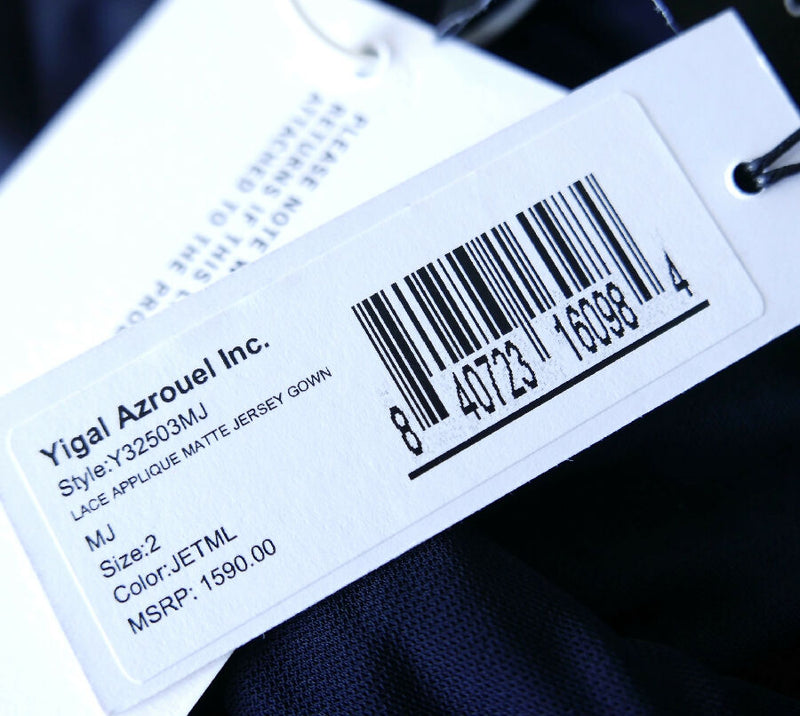 PLEASE NOTE
RETURNS IF THIS
ATTACHED TO THE
Yigal Azrouel Inc.
Style:Y32503MJ
LACE APPLIQUE MATTE JERSEY GOWN
MJ
Size:2
Color:JETML
MSRP: 1590.00
8 40723 16098 4